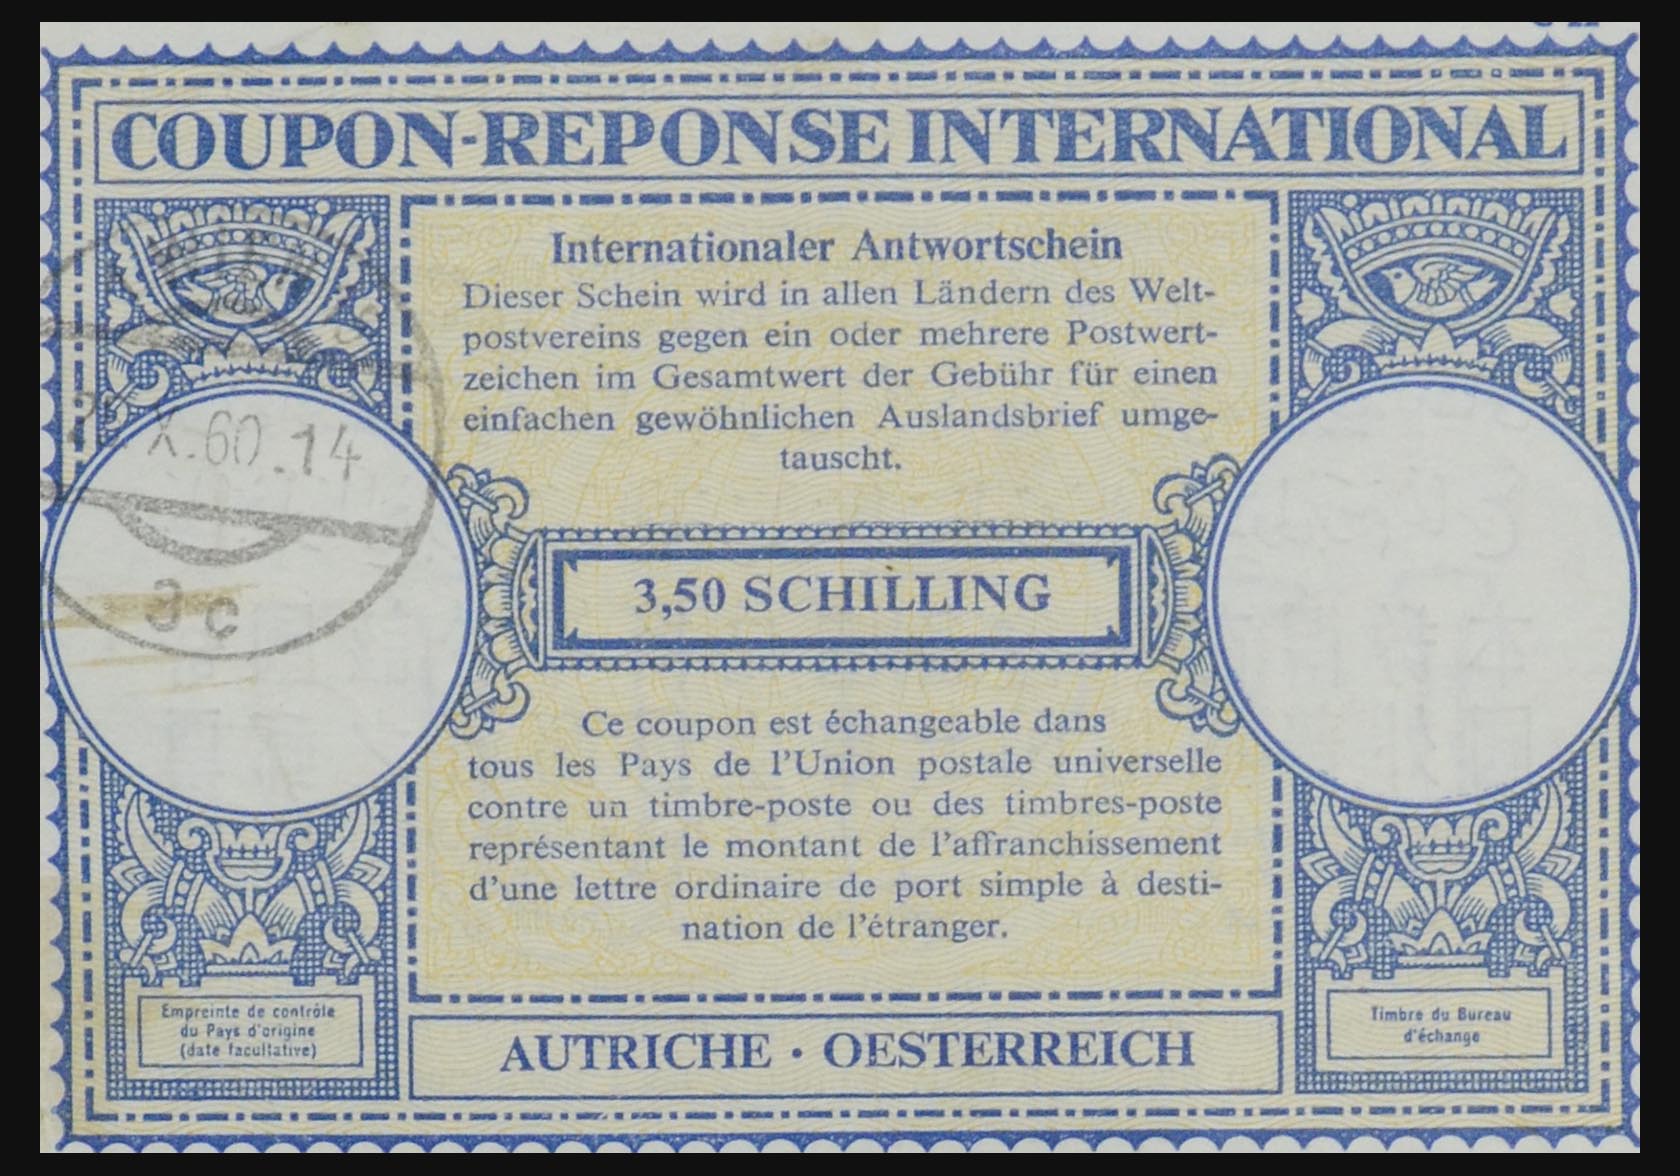 COUPON-REPONSE INTERNATIONAL
Internationaler Antwortschein
Dieser Schein wird in allen Ländern des Welt-
postvereins gegen ein oder mehrere Postwert-
zeichen im Gesamtwert der Gebühr für einen
einfachen gewöhnlichen Auslandsbrief umge-
tauscht.
WIEN
X.60.14
c
3,50 SCHILLING
Ce coupon est échangeable dans
tous les Pays de l'Union postale universelle
contre un timbre-poste ou des timbres-poste
représentant le montant de l'affranchissement
d'une lettre ordinaire de port simple à desti-
nation de l'étranger.
Empreinte de contrôle
du Pays d'origine
(date facultative)
AUTRICHE · OESTERREICH
Timbre du Bureau
d'échange